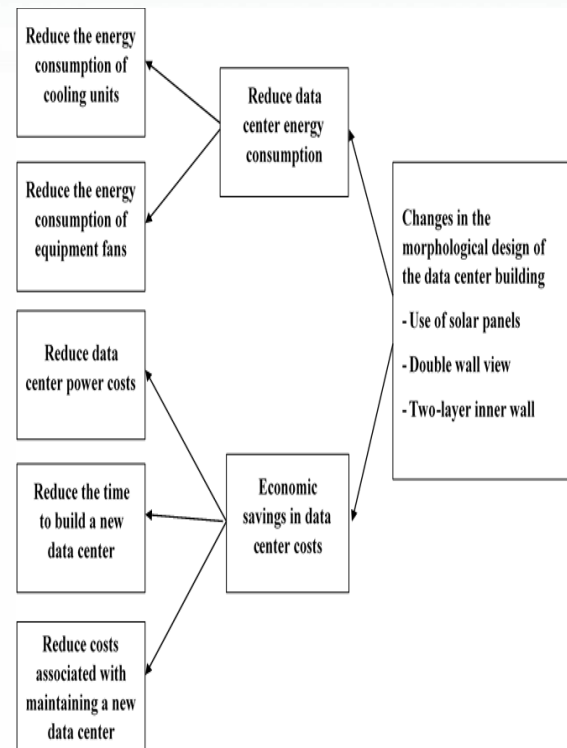 Reduce the energy
consumption of
cooling units
Reduce data
center energy
consumption
Reduce the energy
consumption of
equipment fans
Changes in the
morphological design of
the data center building
- Use of solar panels
- Double wall view
- Two-layer inner wall
Reduce data
center power costs
Economic
savings in data
center costs
Reduce the time
to build a new
data center
Reduce costs
associated with
maintaining a new
data center